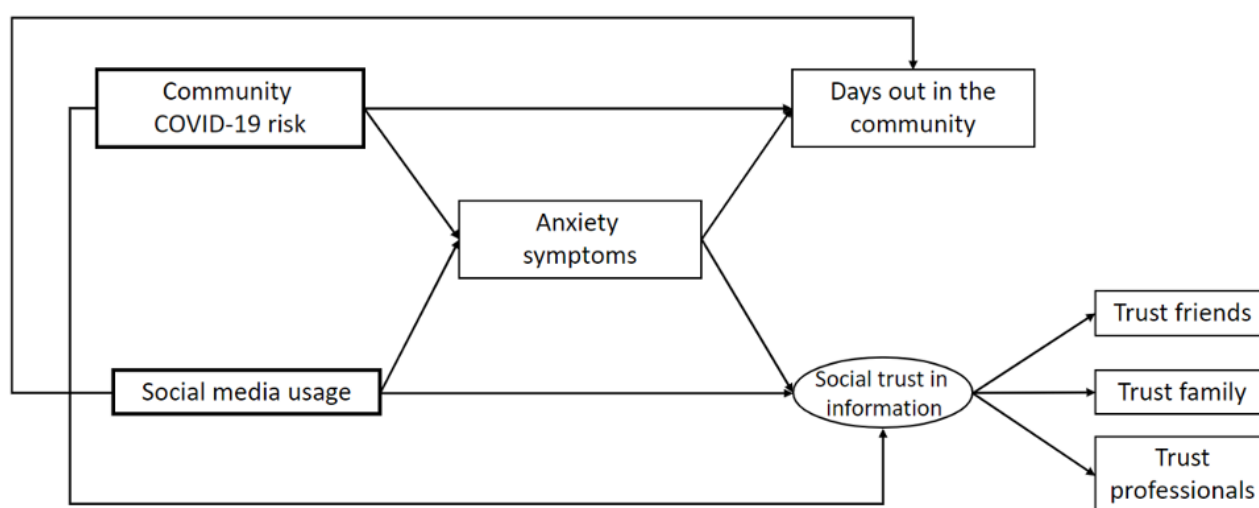 Community
COVID-19 risk
Days out in the
community
Anxiety
symptoms
Social media usage
Social trust in
information
Trust friends
Trust family
Trust
professionals